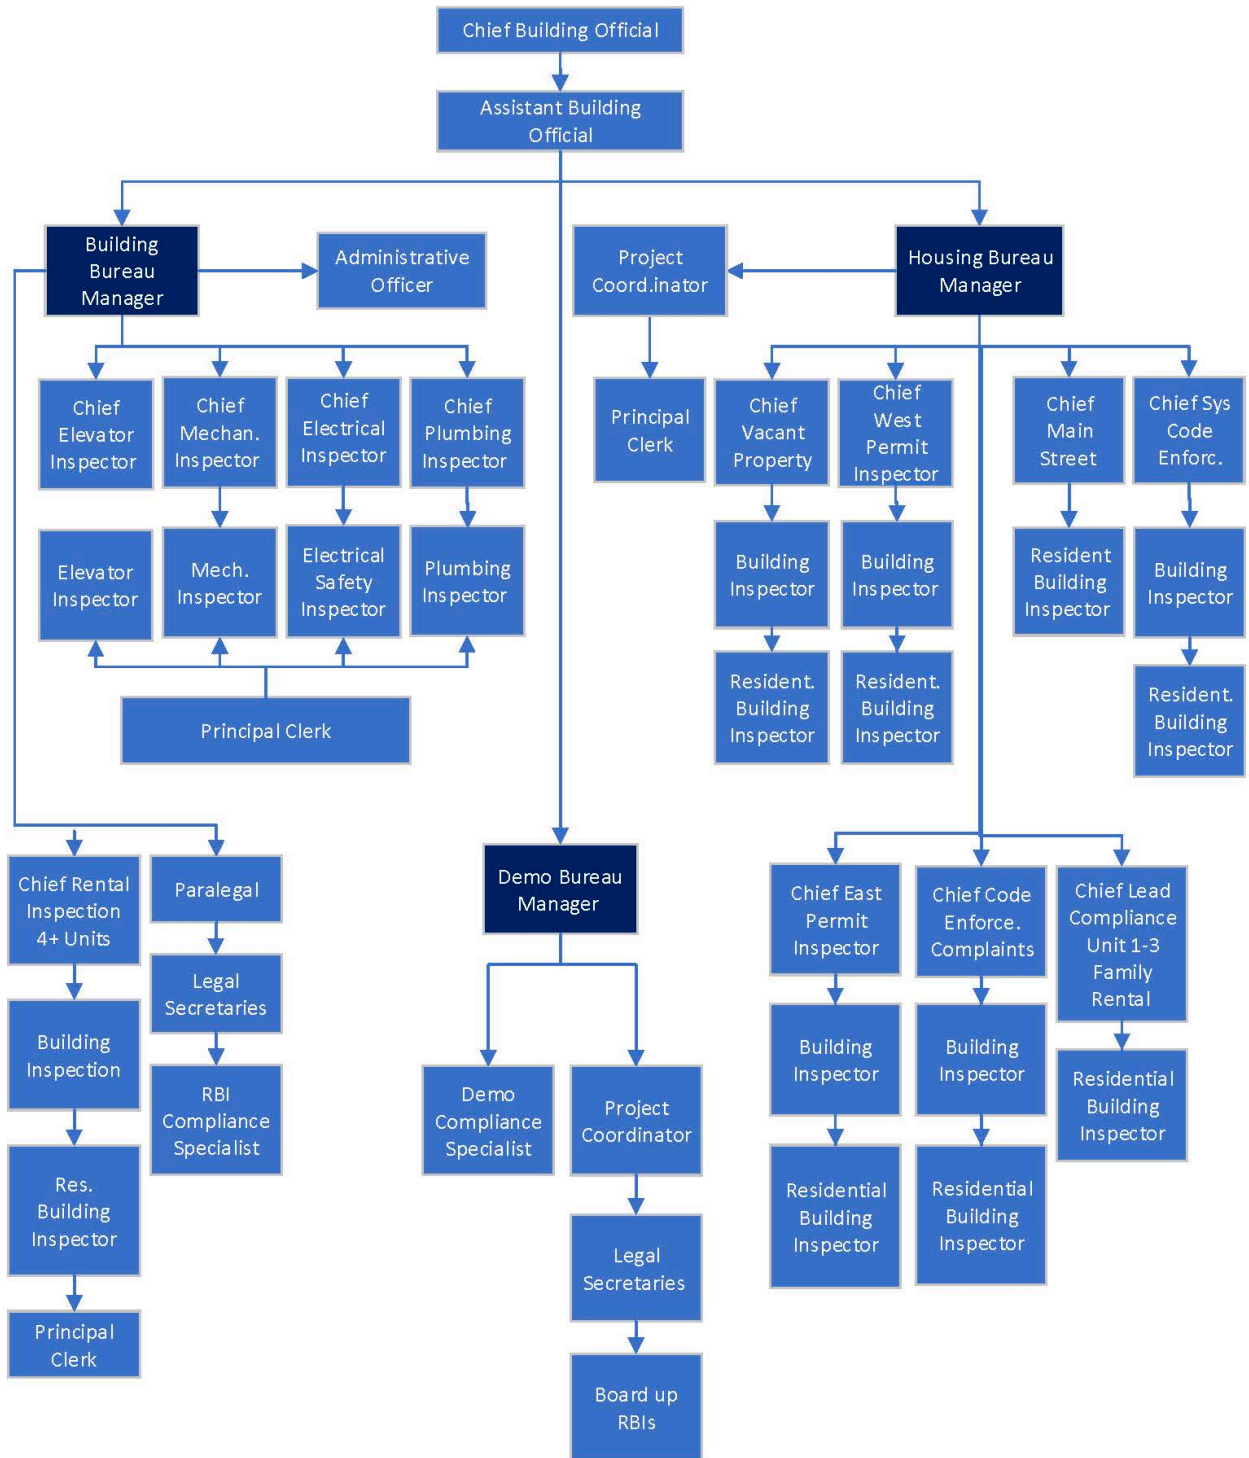 Chief Building Official
Assistant Building
Official
Building
Bureau
Manager
Administrative
Officer
Project
Coord.inator
Housing Bureau
Manager
Chief
Elevator
Inspector
Chief
Mechan.
Inspector
Chief
Electrical
Inspector
Chief
Plumbing
Inspector
Principal
Clerk
Chief
Vacant
Property
Chief
West
Permit
Inspector
Chief
Main
Street
Chief Sys
Code
Enforc.
Elevator
Inspector
Mech.
Inspector
Electrical
Safety
Inspector
Plumbing
Inspector
Building
Inspector
Building
Inspector
Resident
Building
Inspector
Building
Inspector
Resident.
Building
Inspector
Resident.
Building
Inspector
Resident.
Building
Inspector
Principal Clerk
Chief Rental
Inspection
4+ Units
Paralegal
Demo Bureau
Manager
Chief East
Permit
Inspector
Chief Code
Enforce.
Complaints
Chief Lead
Compliance
Unit 1-3
Family
Rental
Legal
Secretaries
Building
Inspection
Building
Inspector
Building
Inspector
Residential
Building
Inspector
RBI
Compliance
Specialist
Demo
Compliance
Specialist
Project
Coordinator
Res.
Building
Inspector
Residential
Building
Inspector
Residential
Building
Inspector
Legal
Secretaries
Principal
Clerk
Board up
RBIs